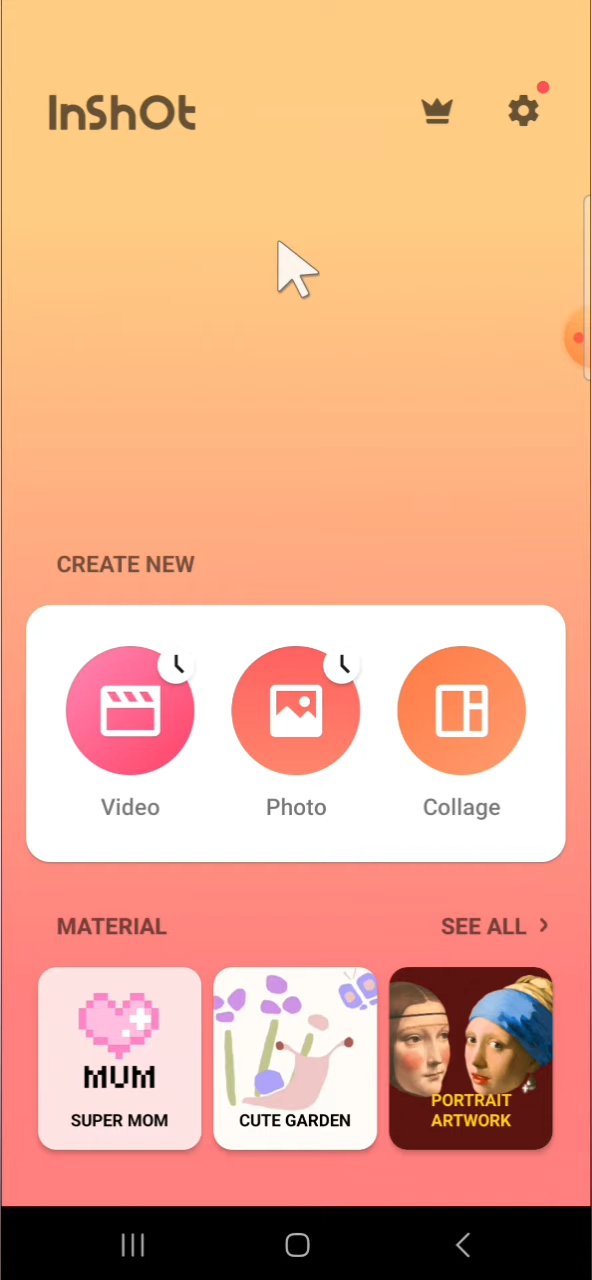 InShOt
CREATE NEW
Video
Photo
Collage
MATERIAL
SEE ALL
MUM
SUPER MOM
CUTE GARDEN
PORTRAIT
ARTWORK